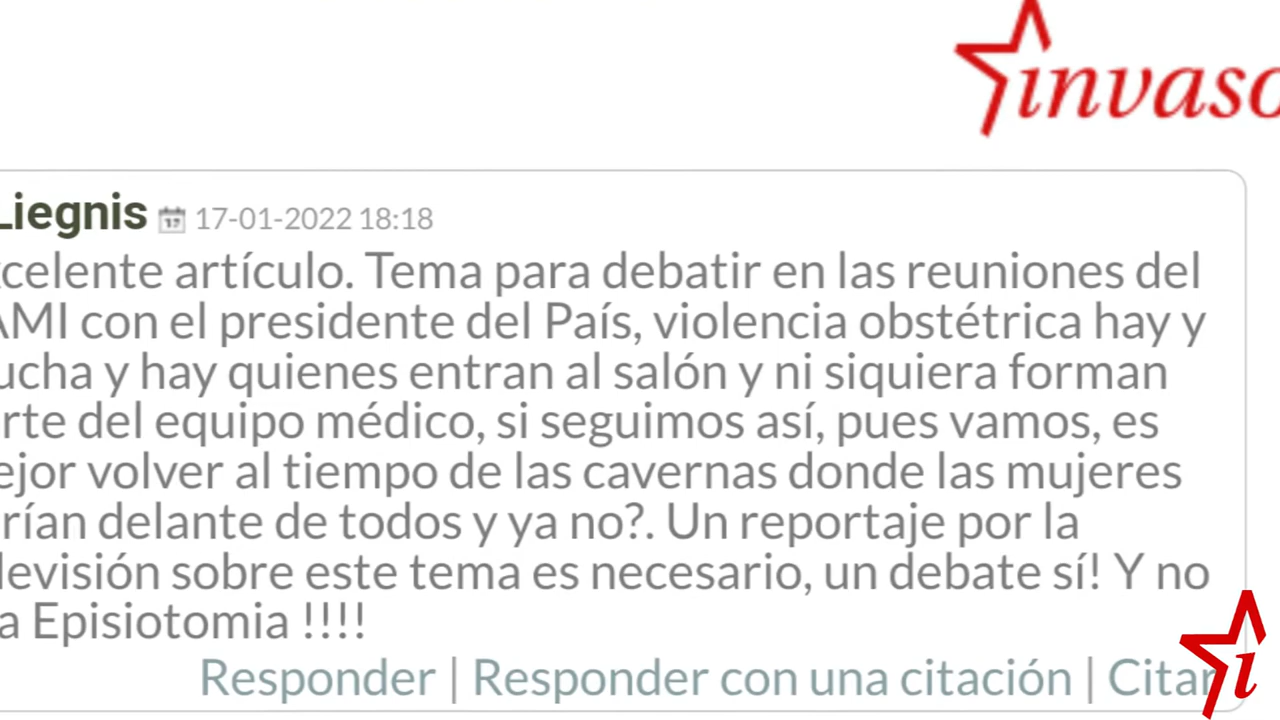 invaso
Liegnis 17-01-2022 18:18
celente artículo. Tema para debatir en las reuniones del
AMI con el presidente del País, violencia obstétrica hay y
ucha y hay quienes entran al salón y ni siquiera forman
rte del equipo médico, si seguimos así, pues vamos, es
ejor volver al tiempo de las cavernas donde las mujeres
rían delante de todos y ya no?. Un reportaje por la
levisión sobre este tema es necesario, un debate sí! Y no
a Episiotomia !!!!
Responder | Responder con una citación | Citar
i